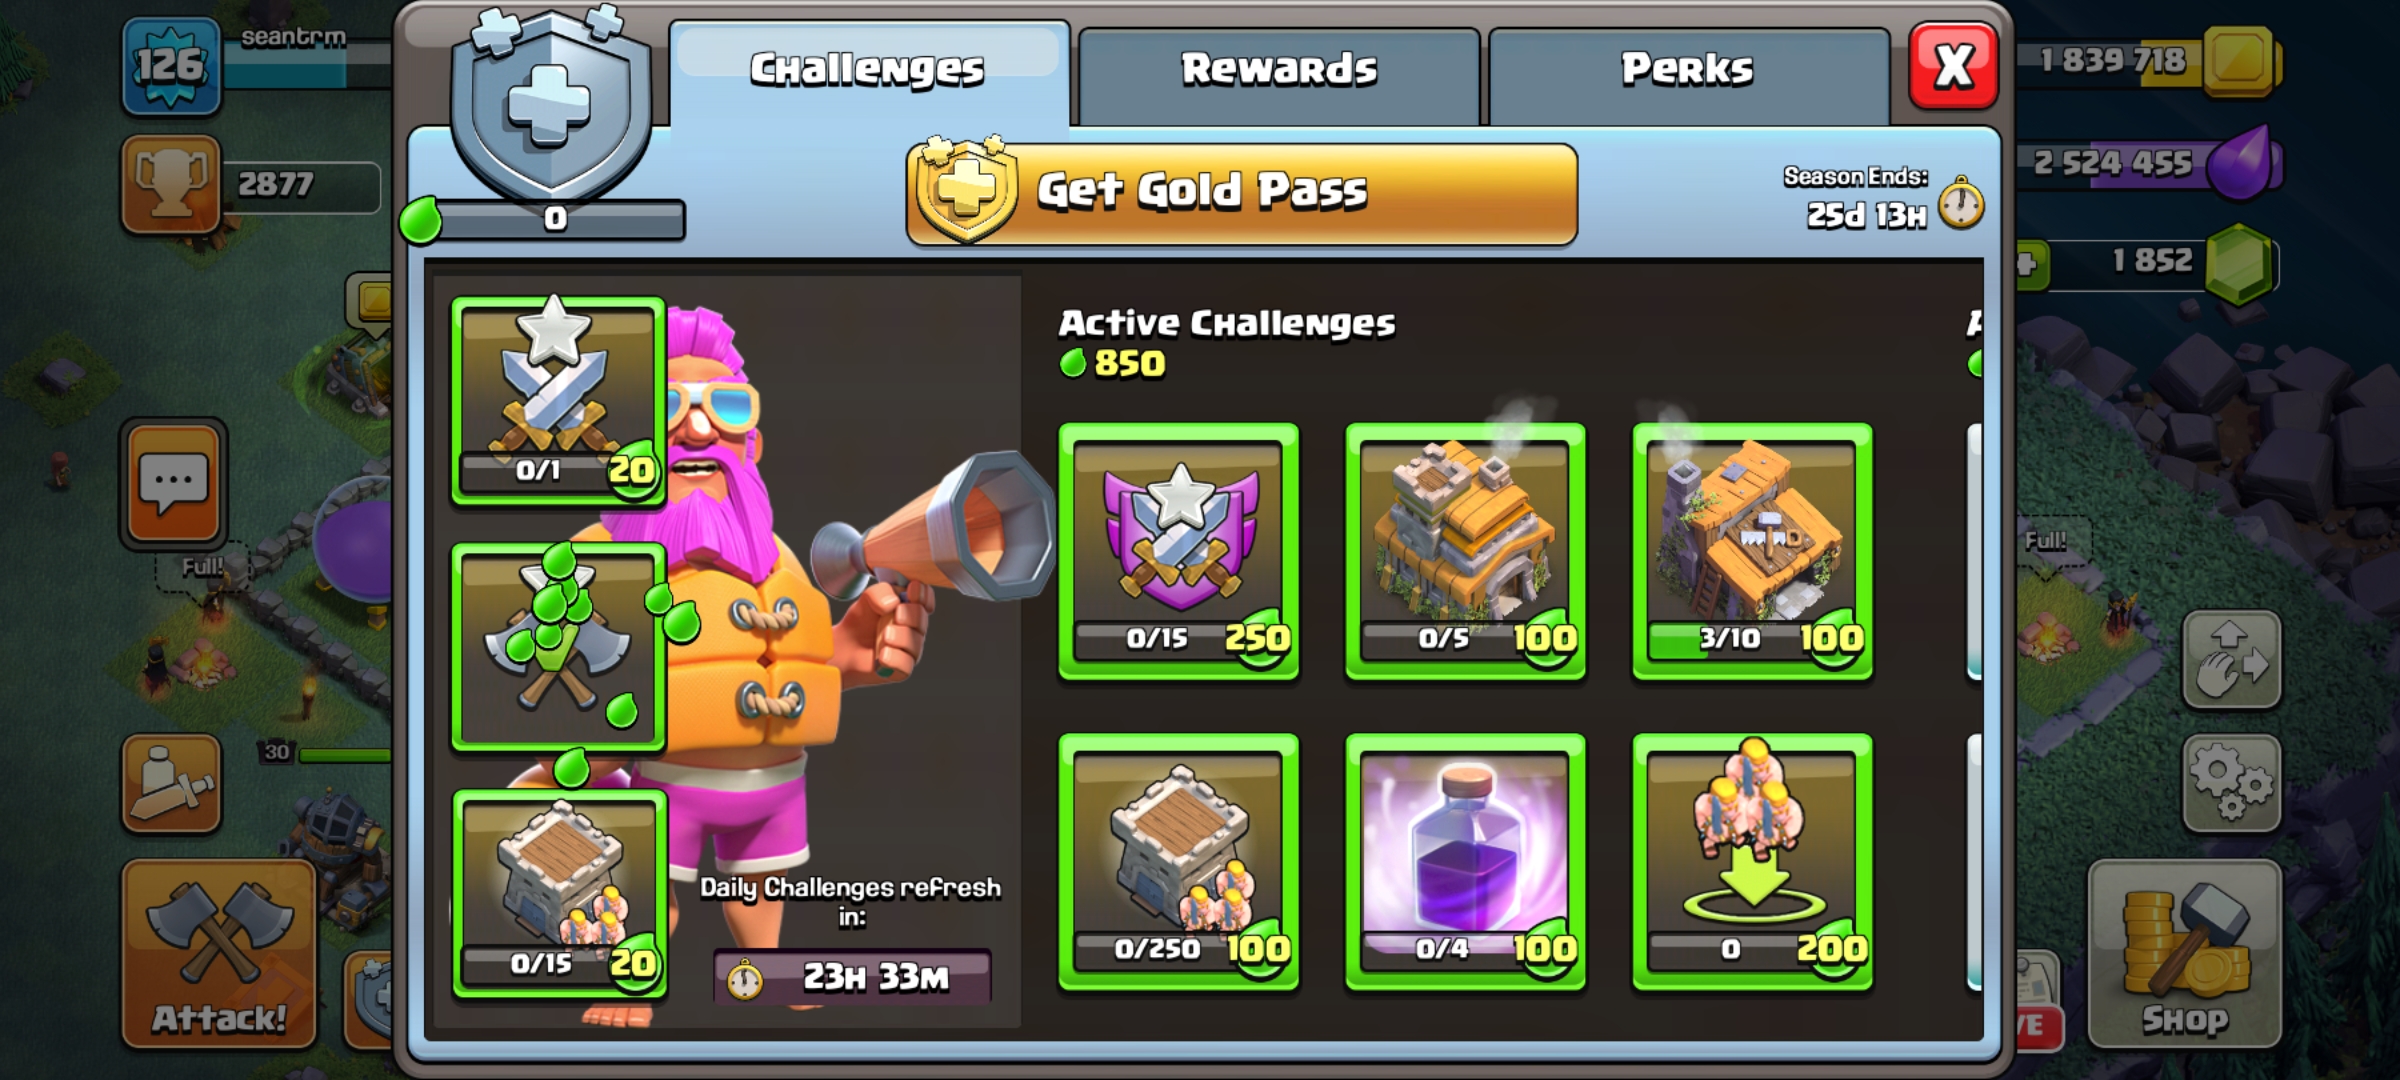 126
seantrm
2877
0
Challenges
Rewards
Perks
X
Get Gold Pass
Season Ends:
25d 13H
1 839 718
2 524 455
1 852
0/1
20
0/15
20
Daily Challenges refresh
in:
23H 33M
Active Challenges
850
0/15
250
0/5
100
3/10
100
0/250
100
0/4
100
0
200
Full!
Full!
30
Attack!
Shop